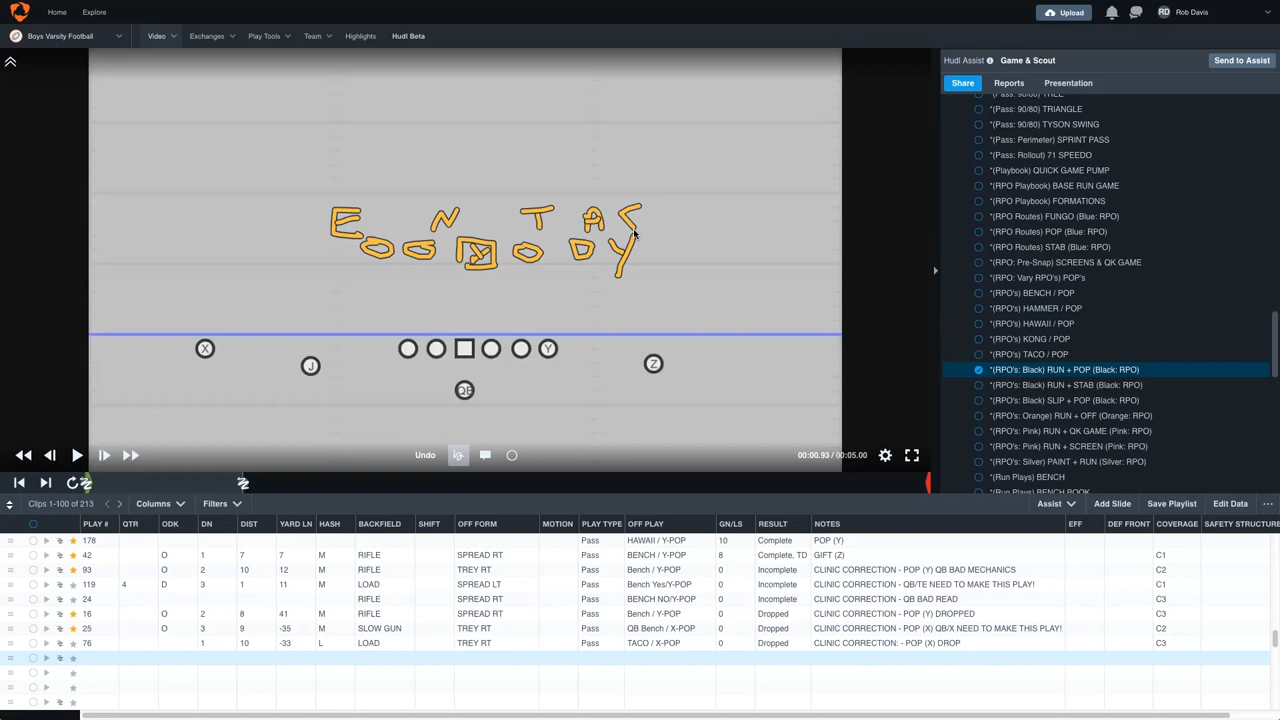 Home Explore Upload RD Rob Davis
Boys Varsity Football Video Exchanges Play Tools Team Highlights Hudl Beta
Hudl Assist Game & Scout Send to Assist
Share Reports Presentation
*(Pass: 90/80) TREE
*(Pass: 90/80) TRIANGLE
*(Pass: 90/80) TYSON SWING
*(Pass: Perimeter) SPRINT PASS
*(Pass: Rollout) 71 SPEEDO
*(Playbook) QUICK GAME PUMP
*(RPO Playbook) BASE RUN GAME
*(RPO Playbook) FORMATIONS
*(RPO Routes) FUNGO (Blue: RPO)
*(RPO Routes) POP (Blue: RPO)
*(RPO Routes) STAB (Blue: RPO)
*(RPO: Pre-Snap) SCREENS & QK GAME
*(RPO: Vary RPO's) POP's
*(RPO's) BENCH / POP
*(RPO's) HAMMER / POP
*(RPO's) HAWAII / POP
*(RPO's) KONG / POP
*(RPO's) TACO / POP
*(RPO's: Black) RUN + POP (Black: RPO)
*(RPO's: Black) RUN + STAB (Black: RPO)
*(RPO's: Black) SLIP + POP (Black: RPO)
*(RPO's: Orange) RUN + OFF (Orange: RPO)
*(RPO's: Pink) RUN + QK GAME (Pink: RPO)
*(RPO's: Pink) RUN + SCREEN (Pink: RPO)
*(RPO's: Silver) PAINT + RUN (Silver: RPO)
*(Run Plays) BENCH
*(Run Plays) BENCH BOOK
E N T A S
O O O D Y
X J Y Z
QB
Undo 00:00.93 / 00:05.00
Clips 1-100 of 213 Columns Filters Assist Add Slide Save Playlist Edit Data
PLAY # QTR ODK DN DIST YARD LN HASH BACKFIELD SHIFT OFF FORM MOTION PLAY TYPE OFF PLAY GN/LS RESULT NOTES EFF DEF FRONT COVERAGE SAFETY STRUCTURE
178 Pass HAWAII / Y-POP 10 Complete POP (Y)
42 O 1 7 7 M RIFLE SPREAD RT Pass BENCH / Y-POP 8 Complete, TD GIFT (Z) C1
93 O 2 10 12 M RIFLE TREY RT Pass Bench / Y-POP 0 Incomplete CLINIC CORRECTION - POP (Y) QB BAD MECHANICS C2
119 4 D 3 1 11 M LOAD SPREAD LT Pass Bench Yes/Y-POP 0 Incomplete CLINIC CORRECTION - QB/TE NEED TO MAKE THIS PLAY! C1
24 RIFLE SPREAD RT Pass BENCH NO/Y-POP 0 Incomplete CLINIC CORRECTION - QB BAD READ C3
16 O 2 8 41 M RIFLE SPREAD RT Pass Bench / Y-POP 0 Dropped CLINIC CORRECTION - POP (Y) DROPPED C3
25 O 3 9 -35 M SLOW GUN TREY RT Pass QB Bench / X-POP 0 Dropped CLINIC CORRECTION - POP (X) QB/X NEED TO MAKE THIS PLAY! C2
76 1 10 -33 L LOAD TREY RT Pass TACO / X-POP 0 Dropped CLINIC CORRECTION: - POP (X) DROP C3